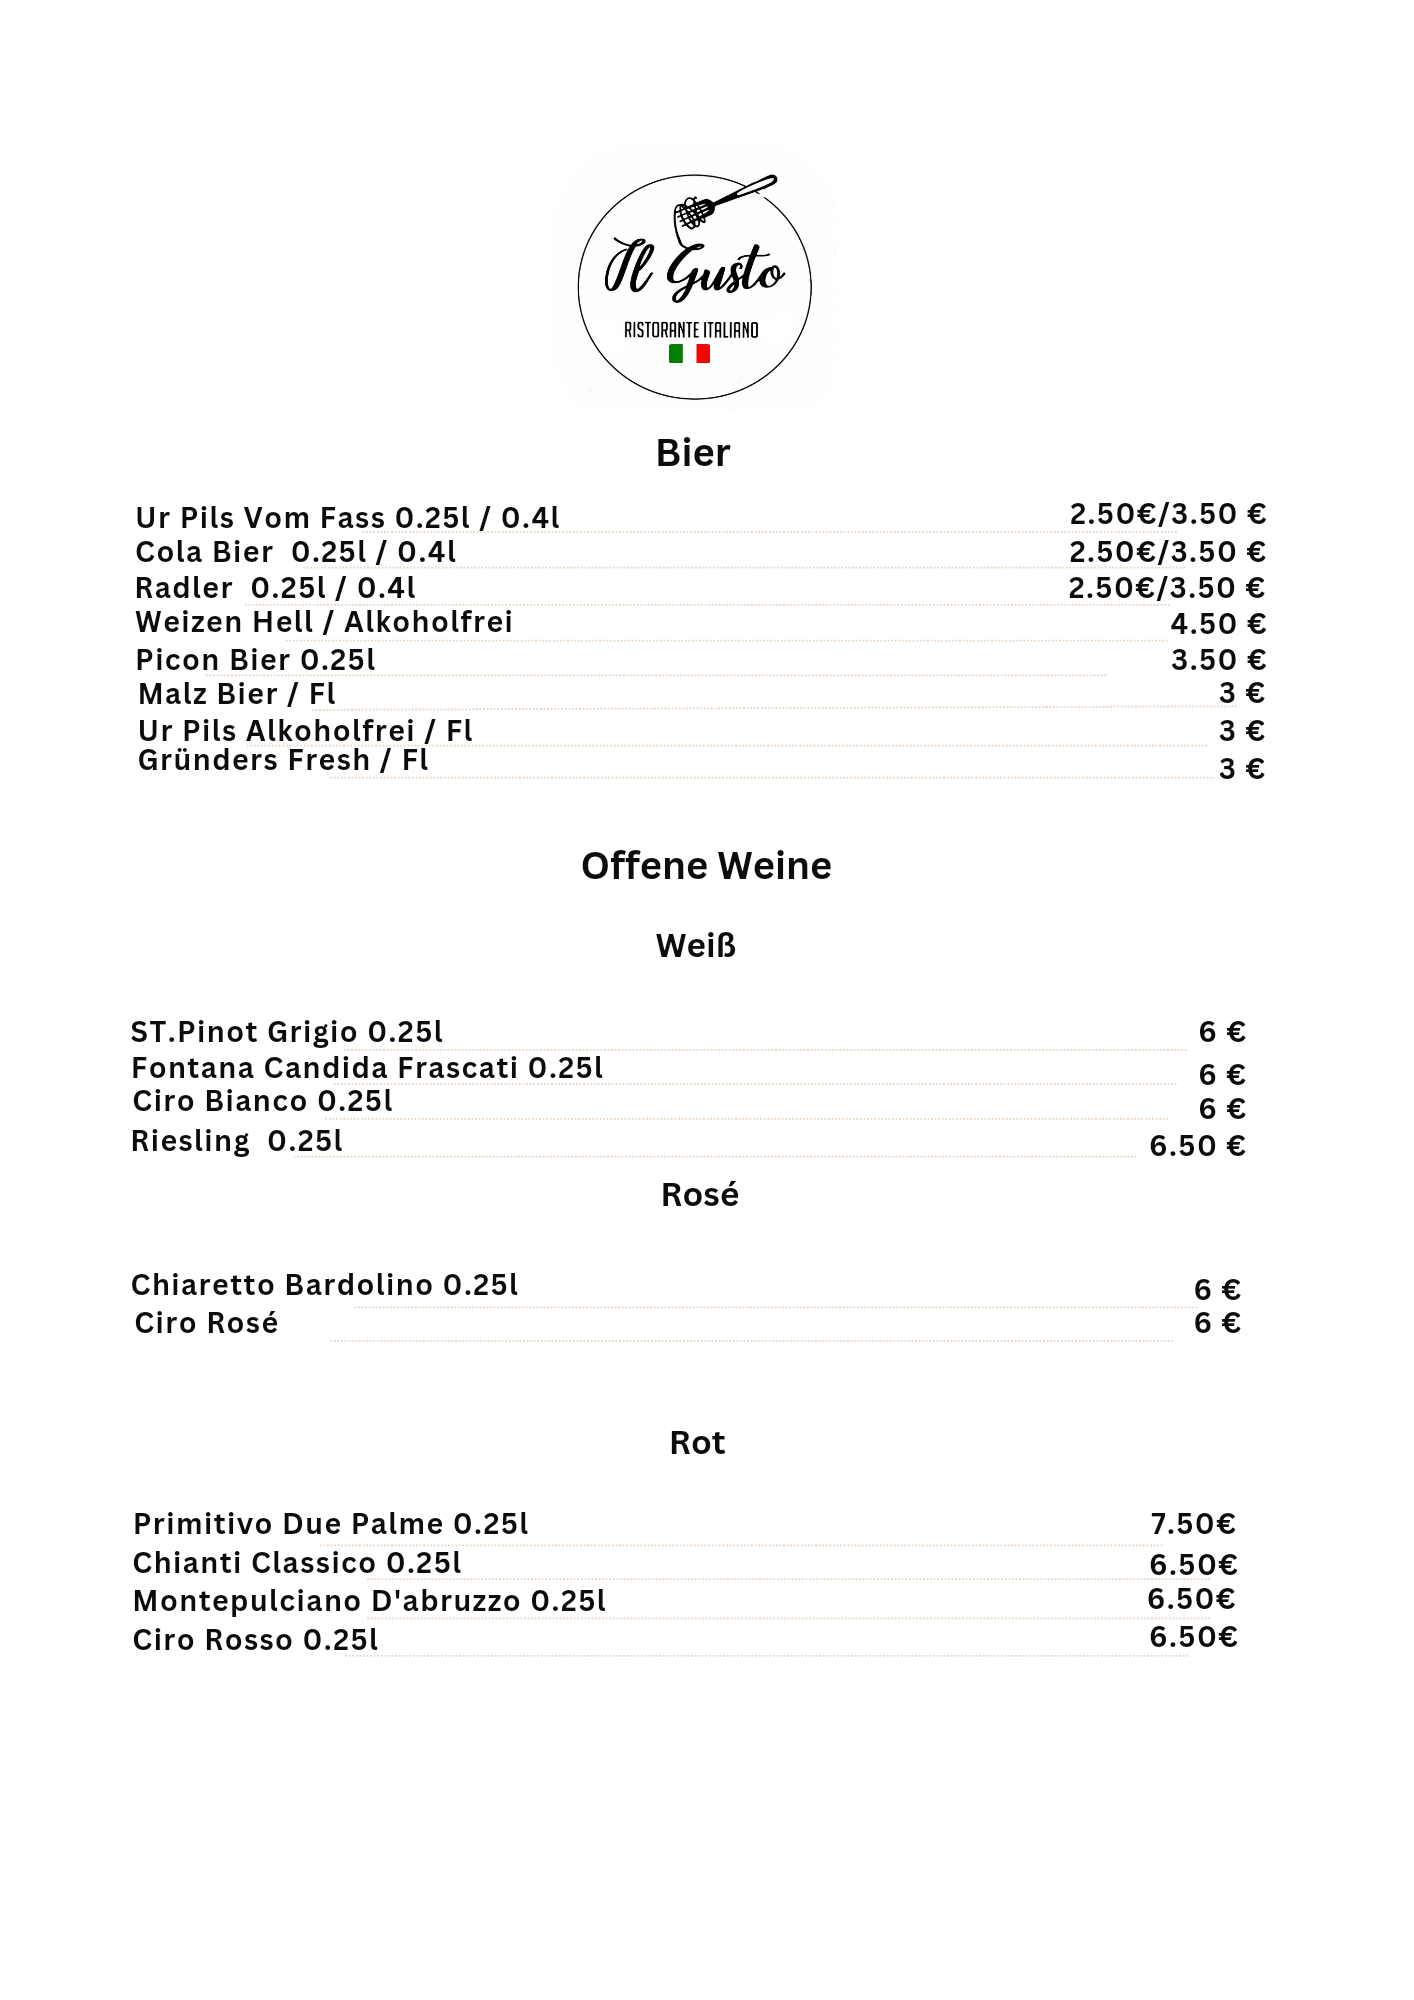 Il Gusto
RISTORANTE ITALIANO
Bier
Ur Pils Vom Fass 0.25l / 0.4l 2.50€/3.50 €
Cola Bier 0.25l / 0.4l 2.50€/3.50 €
Radler 0.25l / 0.4l 2.50€/3.50 €
Weizen Hell / Alkoholfrei 4.50 €
Picon Bier 0.25l 3.50 €
Malz Bier / Fl 3 €
Ur Pils Alkoholfrei / Fl 3 €
Gründers Fresh / Fl 3 €
Offene Weine
Weiß
ST.Pinot Grigio 0.25l 6 €
Fontana Candida Frascati 0.25l 6 €
Ciro Bianco 0.25l 6 €
Riesling 0.25l 6.50 €
Rosé
Chiaretto Bardolino 0.25l 6 €
Ciro Rosé 6 €
Rot
Primitivo Due Palme 0.25l 7.50€
Chianti Classico 0.25l 6.50€
Montepulciano D'abruzzo 0.25l 6.50€
Ciro Rosso 0.25l 6.50€